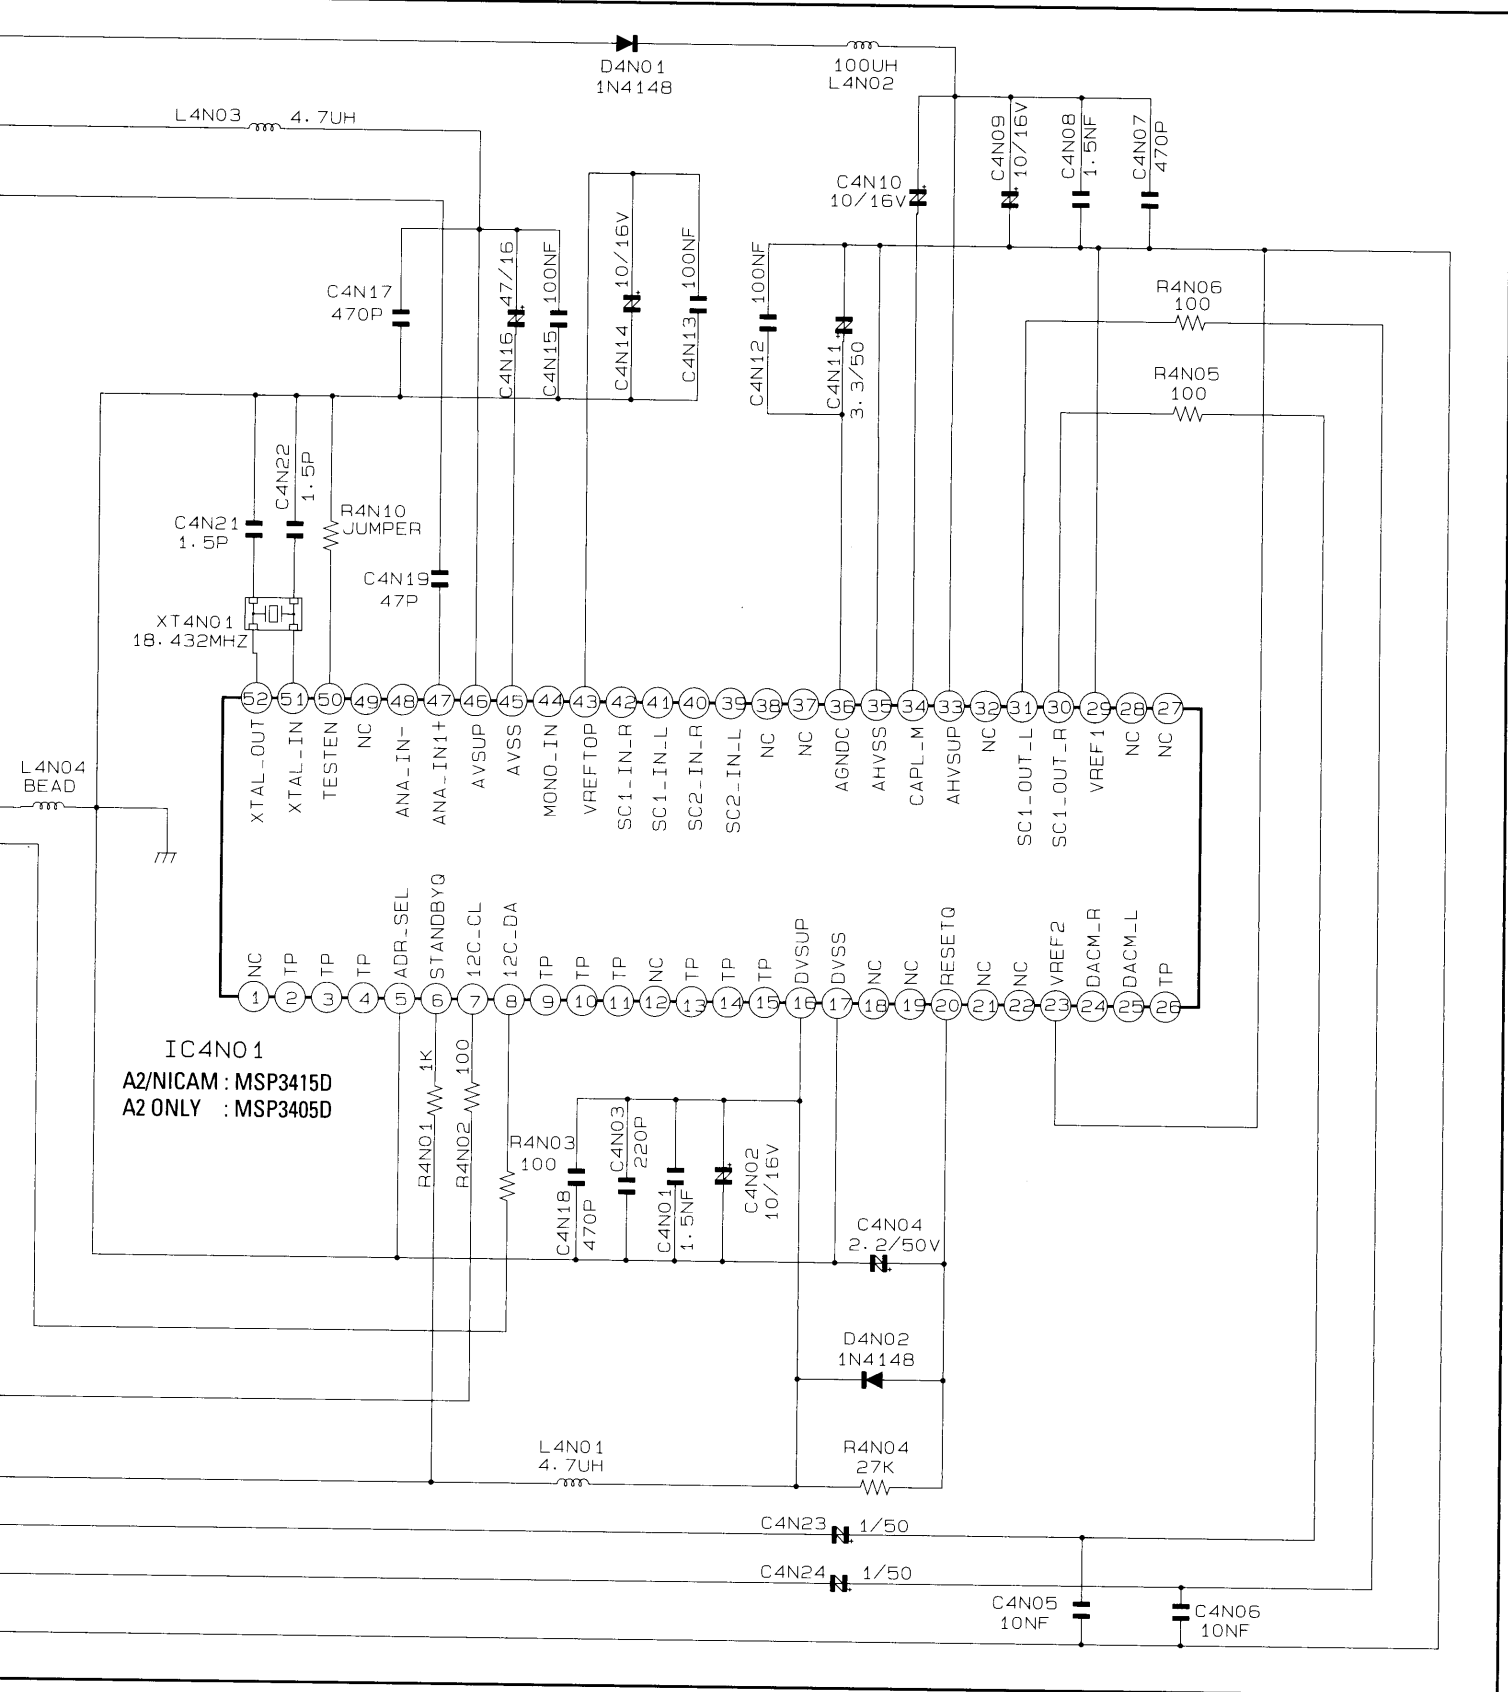 D4N01
1N4148
100UH
L4N02
L4N03 4.7UH
C4N09
10/16V
C4N08
1.5NF
C4N07
470P
C4N10
10/16V
C4N17
470P
C4N16 47/16
C4N15 100NF
C4N14 10/16V
C4N13 100NF
C4N12 100NF
C4N11
3.3/50
R4N06
100
R4N05
100
C4N22
1.5P
C4N21
1.5P
R4N10
JUMPER
C4N19
47P
XT4N01
18.432MHZ
52 51 50 49 48 47 46 45 44 43 42 41 40 39 38 37 36 35 34 33 32 31 30 29 28 27
XTAL_OUT
XTAL_IN
TESTEN
NC
ANA_IN-
ANA_IN1+
AVSUP
AVSS
MONO_IN
VREFTOP
SC1_IN_R
SC1_IN_L
SC2_IN_R
SC2_IN_L
NC
NC
AGNDC
AHVSS
CAPL_M
AHVSUP
NC
SC1_OUT_L
SC1_OUT_R
VREF1
NC
NC
L4N04
BEAD
NC
TP
TP
TP
ADR_SEL
STANDBYQ
12C_CL
12C_DA
TP
TP
TP
NC
TP
TP
TP
DVSUP
DVSS
NC
NC
RESETQ
NC
NC
VREF2
DACM_R
DACM_L
TP
1 2 3 4 5 6 7 8 9 10 11 12 13 14 15 16 17 18 19 20 21 22 23 24 25 26
IC4N01
A2/NICAM : MSP3415D
A2 ONLY : MSP3405D
R4N01 1K
R4N02 100
R4N03
100
C4N18
470P
C4N03
220P
C4N01
1.5NF
C4N02
10/16V
C4N04
2.2/50V
D4N02
1N4148
L4N01
4.7UH
R4N04
27K
C4N23 1/50
C4N24 1/50
C4N05
10NF
C4N06
10NF